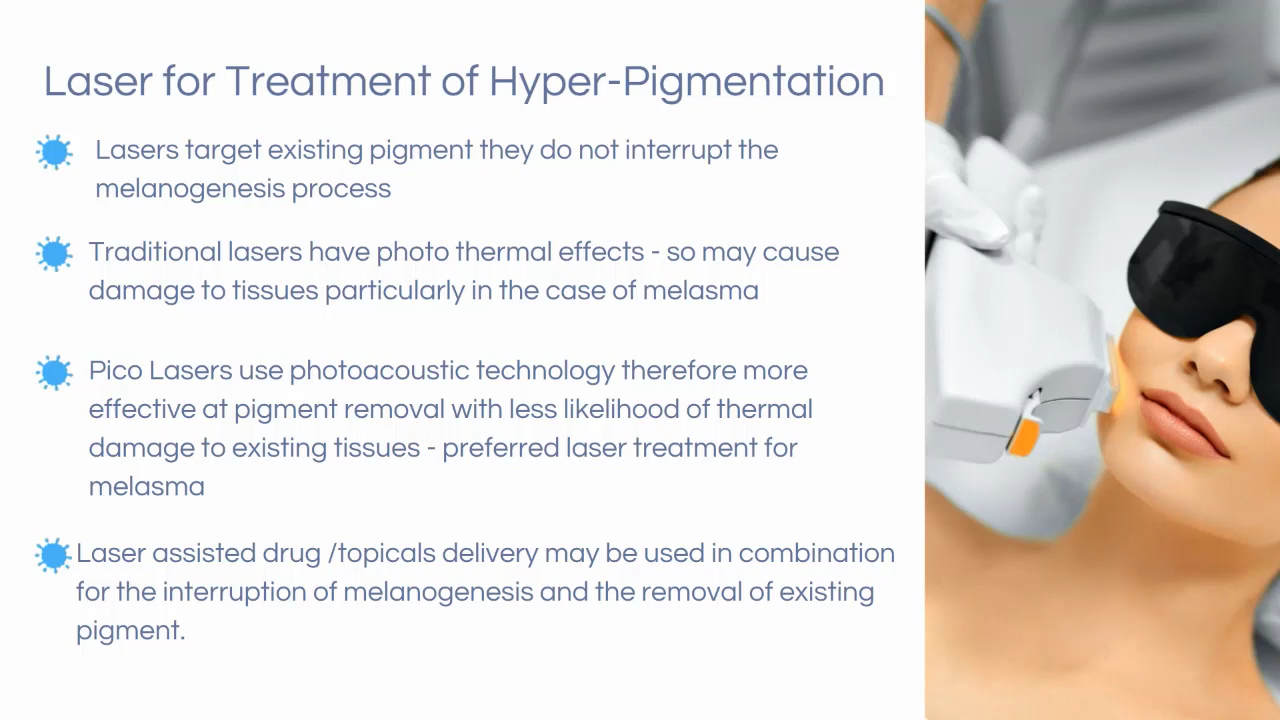 Laser for Treatment of Hyper-Pigmentation
Lasers target existing pigment they do not interrupt the
melanogenesis process
Traditional lasers have photo thermal effects - so may cause
damage to tissues particularly in the case of melasma
Pico Lasers use photoacoustic technology therefore more
effective at pigment removal with less likelihood of thermal
damage to existing tissues - preferred laser treatment for
melasma
Laser assisted drug /topicals delivery may be used in combination
for the interruption of melanogenesis and the removal of existing
pigment.